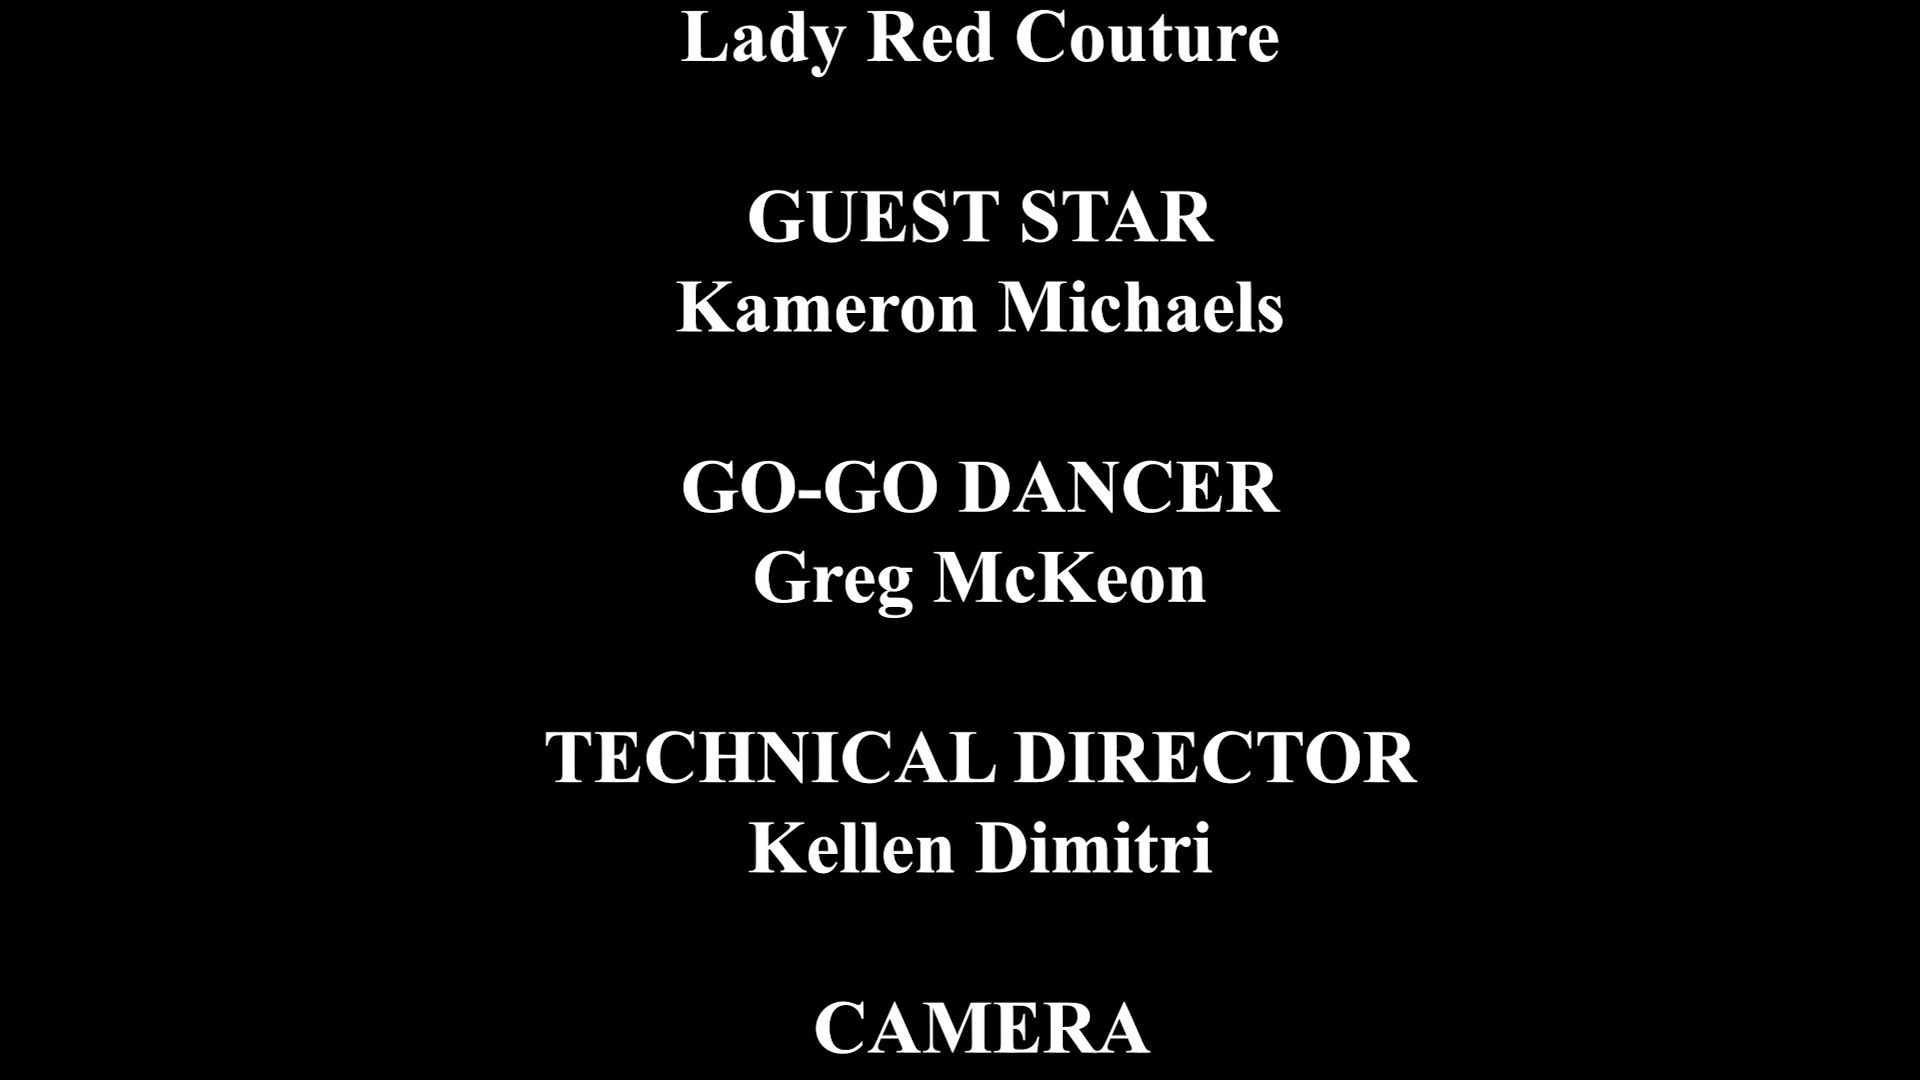 Lady Red Couture
GUEST STAR
Kameron Michaels
GO-GO DANCER
Greg McKeon
TECHNICAL DIRECTOR
Kellen Dimitri
CAMERA